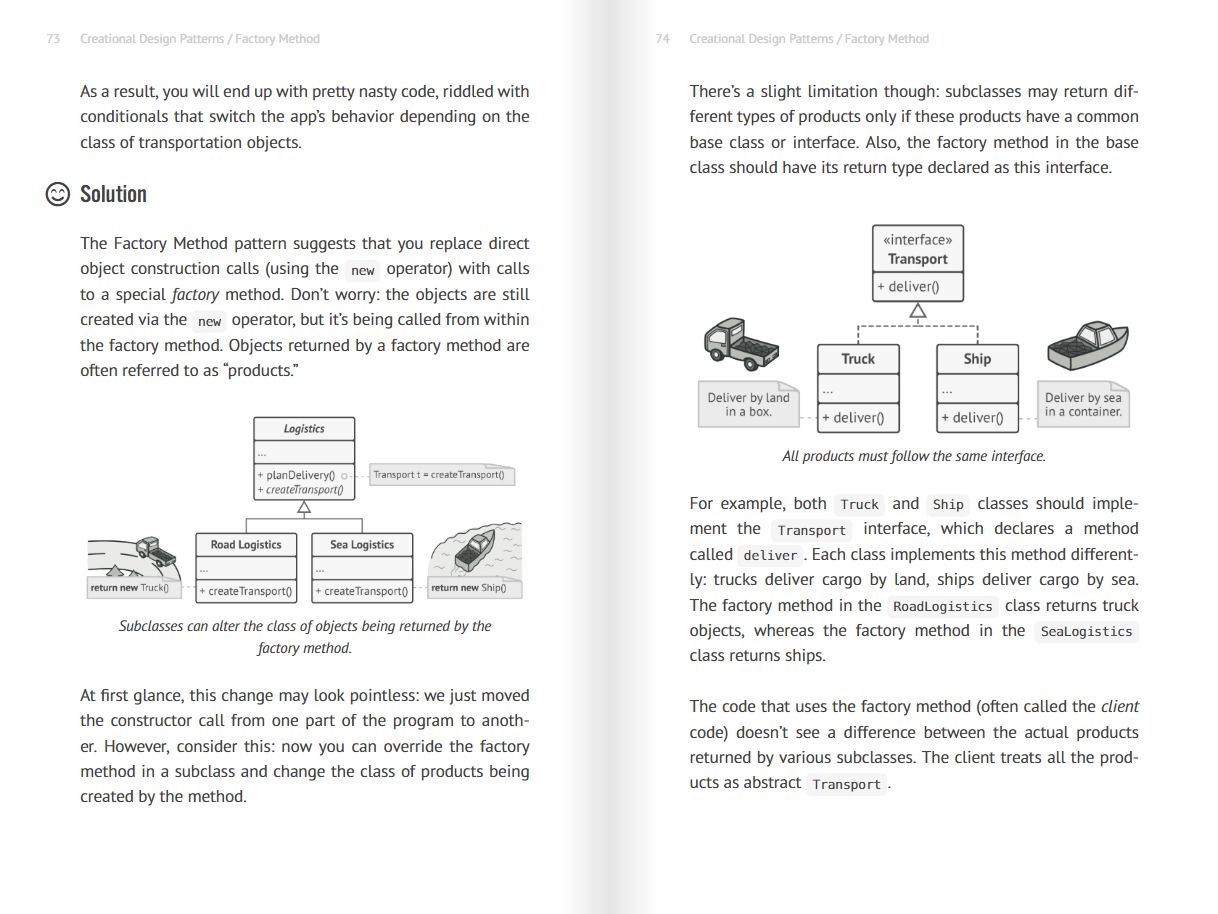 73 Creational Design Patterns / Factory Method
As a result, you will end up with pretty nasty code, riddled with
conditionals that switch the app's behavior depending on the
class of transportation objects.
Solution
The Factory Method pattern suggests that you replace direct
object construction calls (using the new operator) with calls
to a special factory method. Don't worry: the objects are still
created via the new operator, but it's being called from within
the factory method. Objects returned by a factory method are
often referred to as “products.”
Logistics
...
+ planDelivery()
+ createTransport()
Transport t = createTransport()
Road Logistics
...
+ createTransport()
Sea Logistics
...
+ createTransport()
return new Truck()
return new Ship()
Subclasses can alter the class of objects being returned by the
factory method.
At first glance, this change may look pointless: we just moved
the constructor call from one part of the program to anoth-
er. However, consider this: now you can override the factory
method in a subclass and change the class of products being
created by the method.
74 Creational Design Patterns / Factory Method
There's a slight limitation though: subclasses may return dif-
ferent types of products only if these products have a common
base class or interface. Also, the factory method in the base
class should have its return type declared as this interface.
«interface»
Transport
+ deliver()
Truck
...
+ deliver()
Ship
...
+ deliver()
Deliver by land
in a box.
Deliver by sea
in a container.
All products must follow the same interface.
For example, both Truck and Ship classes should imple-
ment the Transport interface, which declares a method
called deliver. Each class implements this method different-
ly: trucks deliver cargo by land, ships deliver cargo by sea.
The factory method in the RoadLogistics class returns truck
objects, whereas the factory method in the SeaLogistics
class returns ships.
The code that uses the factory method (often called the client
code) doesn't see a difference between the actual products
returned by various subclasses. The client treats all the prod-
ucts as abstract Transport.